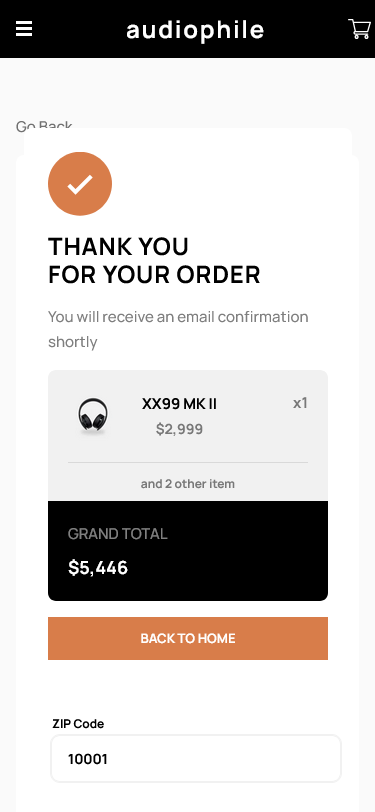 audiophile
Go Back
THANK YOU
FOR YOUR ORDER
You will receive an email confirmation
shortly
XX99 MK II
x1
$2,999
and 2 other item
GRAND TOTAL
$5,446
BACK TO HOME
ZIP Code
10001